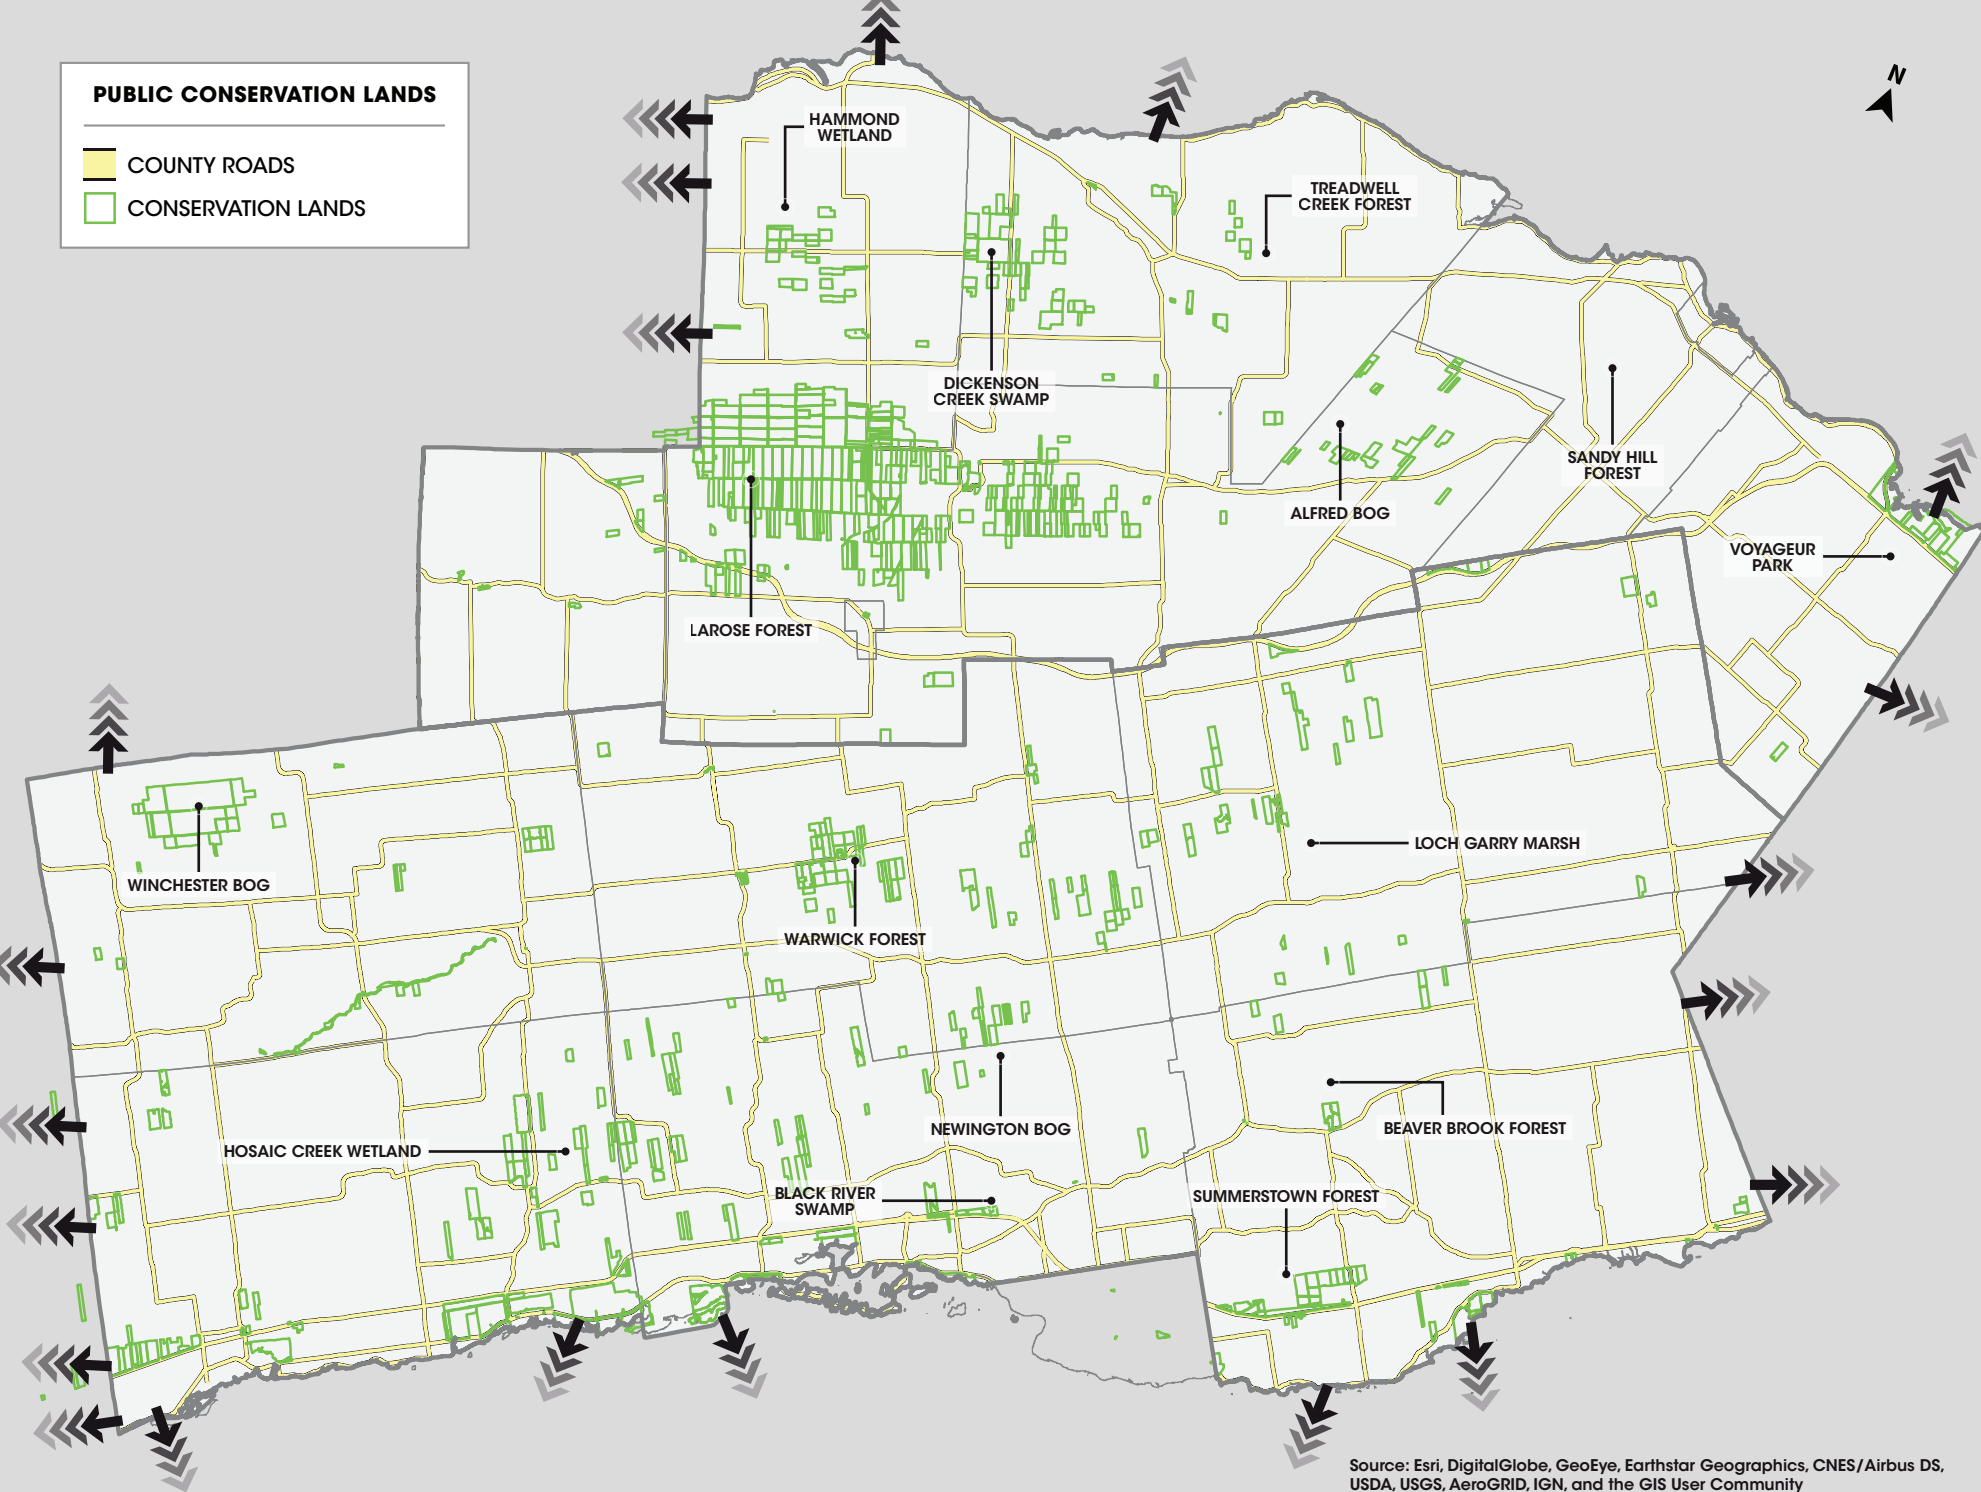 PUBLIC CONSERVATION LANDS
COUNTY ROADS
CONSERVATION LANDS
N
HAMMOND
WETLAND
TREADWELL
CREEK FOREST
DICKENSON
CREEK SWAMP
SANDY HILL
FOREST
ALFRED BOG
VOYAGEUR
PARK
LAROSE FOREST
LOCH GARRY MARSH
WINCHESTER BOG
WARWICK FOREST
NEWINGTON BOG
BEAVER BROOK FOREST
HOSAIC CREEK WETLAND
BLACK RIVER
SWAMP
SUMMERSTOWN FOREST
Source: Esri, DigitalGlobe, GeoEye, Earthstar Geographics, CNES/Airbus DS,
USDA, USGS, AeroGRID, IGN, and the GIS User Community